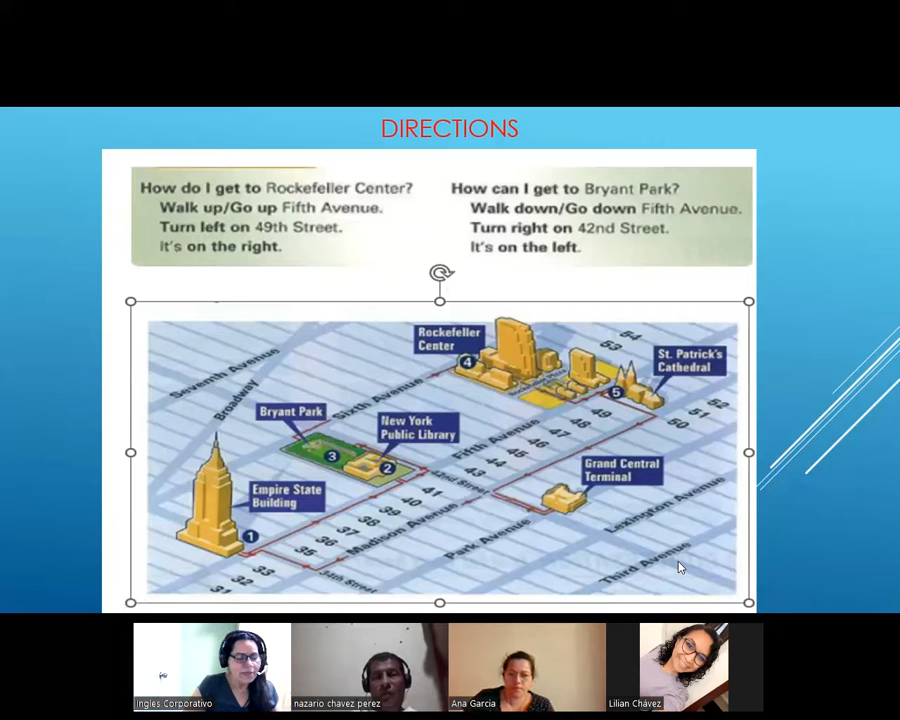 DIRECTIONS
How do I get to Rockefeller Center?
Walk up/Go up Fifth Avenue.
Turn left on 49th Street.
It's on the right.
How can I get to Bryant Park?
Walk down/Go down Fifth Avenue.
Turn right on 42nd Street.
It's on the left.
Rockefeller
Center
4
54
53
St. Patrick's
Cathedral
5
52
51
50
Seventh Avenue
Broadway
Sixth Avenue
Bryant Park
3
New York
Public Library
2
Fifth Avenue
49
48
47
46
45
44
43
42nd Street
41
40
39
38
37
36
35
Empire State
Building
1
Grand Central
Terminal
Madison Avenue
Park Avenue
Lexington Avenue
Third Avenue
34th Street
33
32
31
Ingles Corporativo
nazario chavez perez
Ana Garcia
Lilian Chávez